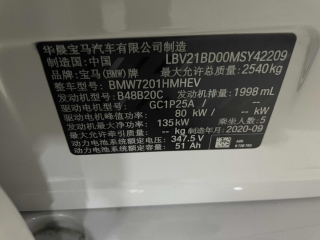 华晨宝马汽车有限公司制造
制造国：中国 LBV21BD00MSY42209
品牌：宝马(BMW)牌 最大允许总质量：2540kg
整车型号：BMW7201HMHEV
发动机型号：B48B20C 发动机排量：1998 mL
驱动电机型号：GC1P25A / --
驱动电机峰值功率： 80 kW / -- kW
发动机最大净功率： 135kW 乘坐人数：5
最大允许牵引质量： -- kg 制造年月：2020-09
动力电池系统额定电压： 347.5 V
动力电池系统额定容量： 51 Ah